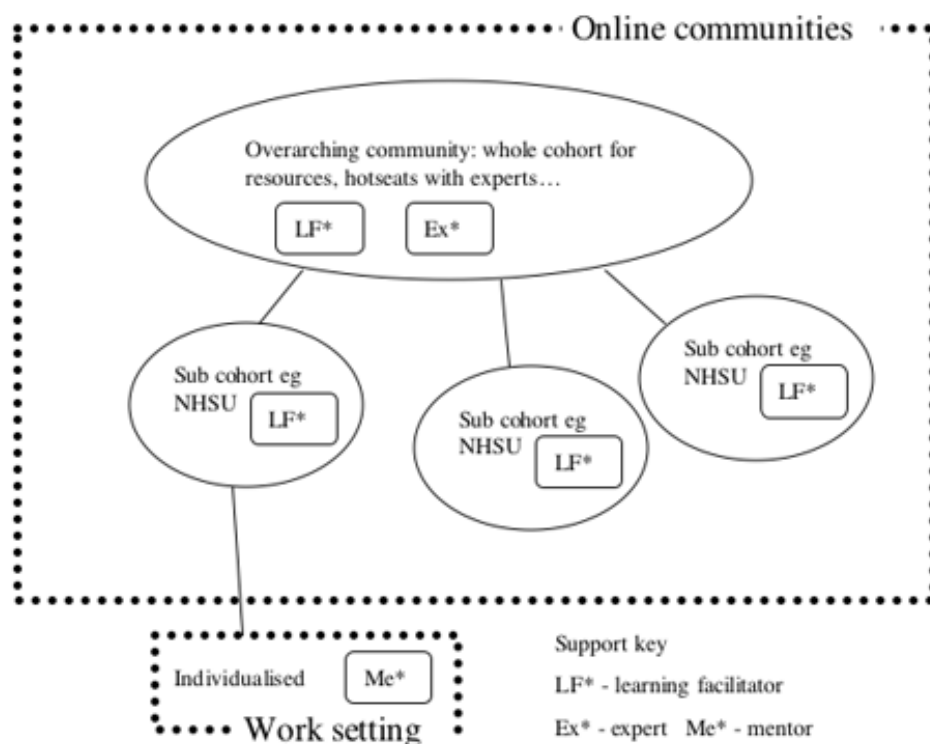 Online communities
Overarching community: whole cohort for
resources, hotseats with experts…
LF*
Ex*
Sub cohort eg
NHSU
LF*
Sub cohort eg
NHSU
LF*
Sub cohort eg
NHSU
LF*
Individualised
Me*
Work setting
Support key
LF* - learning facilitator
Ex* - expert Me* - mentor